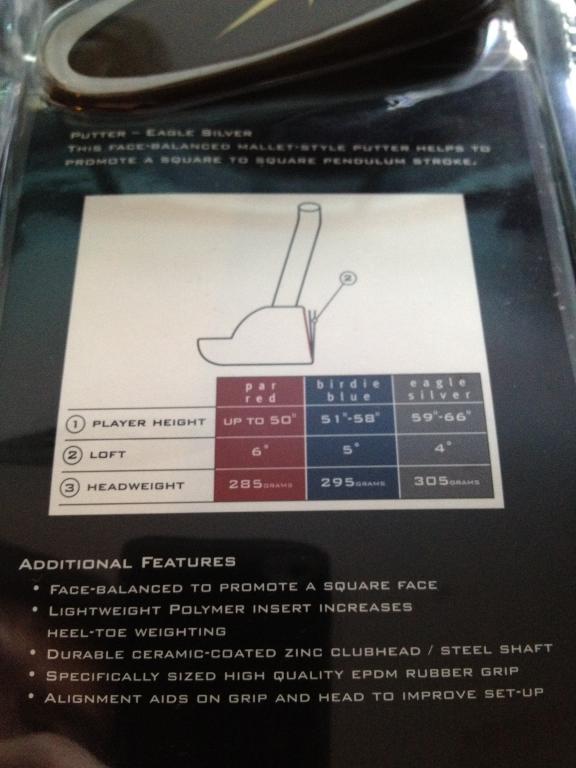 PUTTER – EAGLE SILVER
THIS FACE-BALANCED MALLET-STYLE PUTTER HELPS TO
PROMOTE A SQUARE TO SQUARE PENDULUM STROKE.
2
par red birdie blue eagle silver
1 PLAYER HEIGHT UP TO 50" 51"-58" 59"-66"
2 LOFT 6° 5° 4°
3 HEADWEIGHT 285GRAMS 295GRAMS 305GRAMS
ADDITIONAL FEATURES
• FACE-BALANCED TO PROMOTE A SQUARE FACE
• LIGHTWEIGHT POLYMER INSERT INCREASES
HEEL-TOE WEIGHTING
• DURABLE CERAMIC-COATED ZINC CLUBHEAD / STEEL SHAFT
• SPECIFICALLY SIZED HIGH QUALITY EPDM RUBBER GRIP
• ALIGNMENT AIDS ON GRIP AND HEAD TO IMPROVE SET-UP